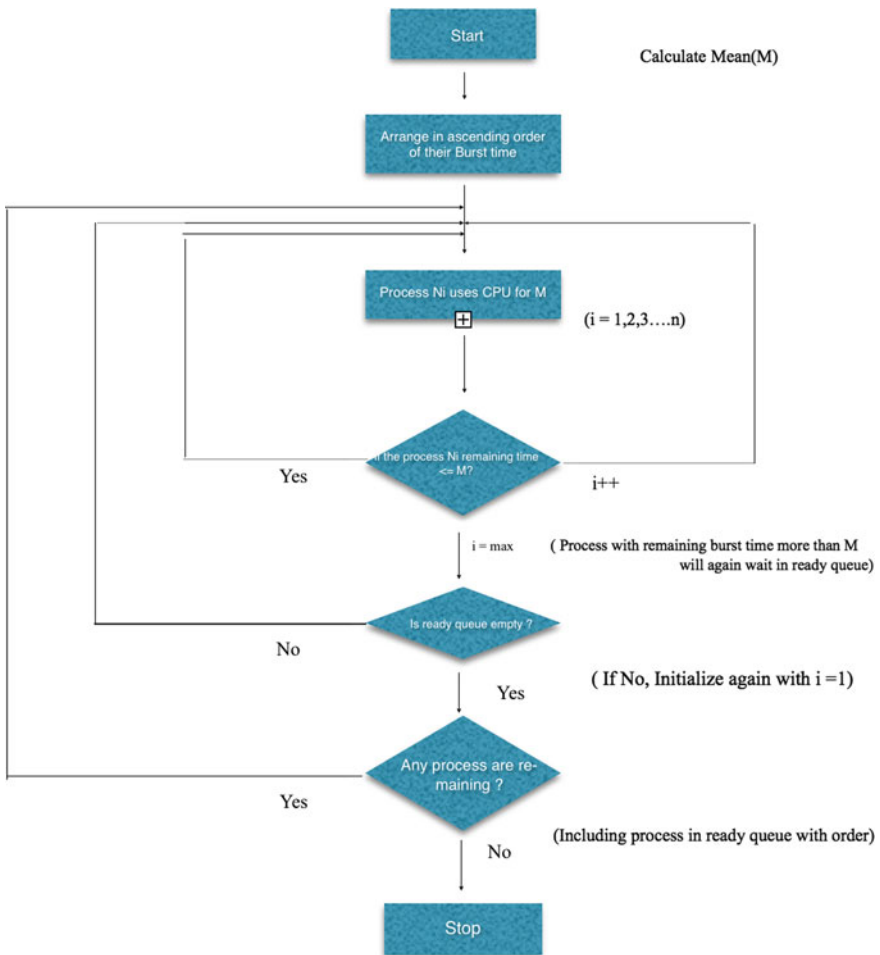 Start
Calculate Mean(M)
Arrange in ascending order
of their Burst time
Process Ni uses CPU for M
(i = 1,2,3....n)
f the process Ni remaining time
<= M?
Yes
i++
i = max
( Process with remaining burst time more than M
will again wait in ready queue)
Is ready queue empty ?
No
( If No, Initialize again with i =1)
Yes
Any process are re-
maining ?
Yes
(Including process in ready queue with order)
No
Stop